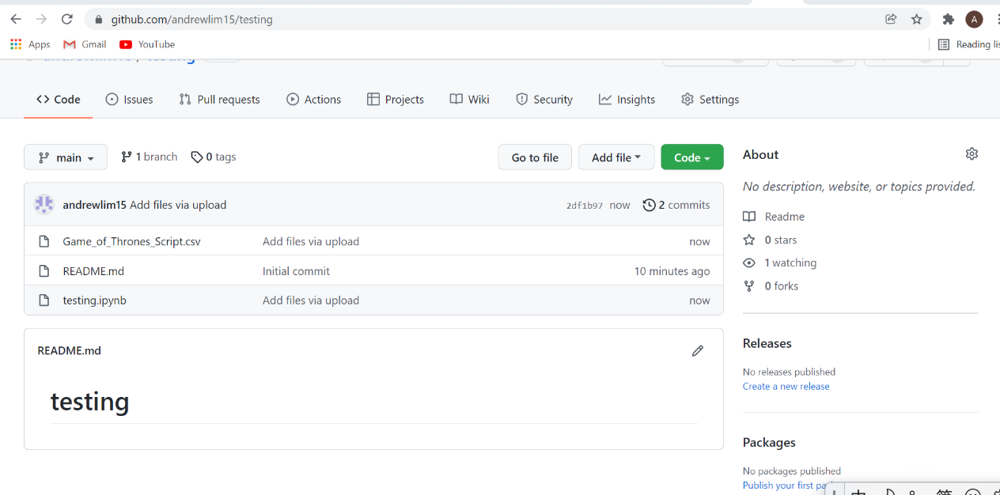 github.com/andrewlim15/testing
A
Apps Gmail YouTube Reading lis
Code Issues Pull requests Actions Projects Wiki Security Insights Settings
main 1 branch 0 tags Go to file Add file Code
andrewlim15 Add files via upload 2df1b97 now 2 commits
Game_of_Thrones_Script.csv Add files via upload now
README.md Initial commit 10 minutes ago
testing.ipynb Add files via upload now
README.md
testing
About
No description, website, or topics provided.
Readme
0 stars
1 watching
0 forks
Releases
No releases published
Create a new release
Packages
No packages published
Publish your first pa